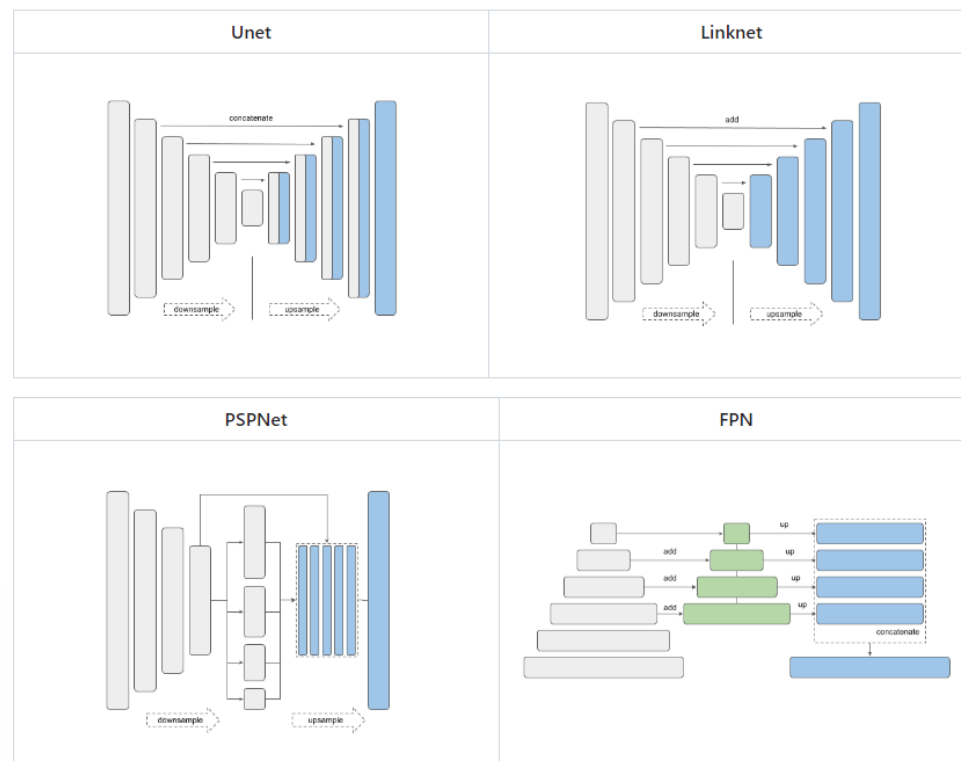 Unet
Linknet
concatenate
add
downsample
upsample
downsample
upsample
PSPNet
FPN
up
add
up
add
up
add
up
concatenate
downsample
upsample